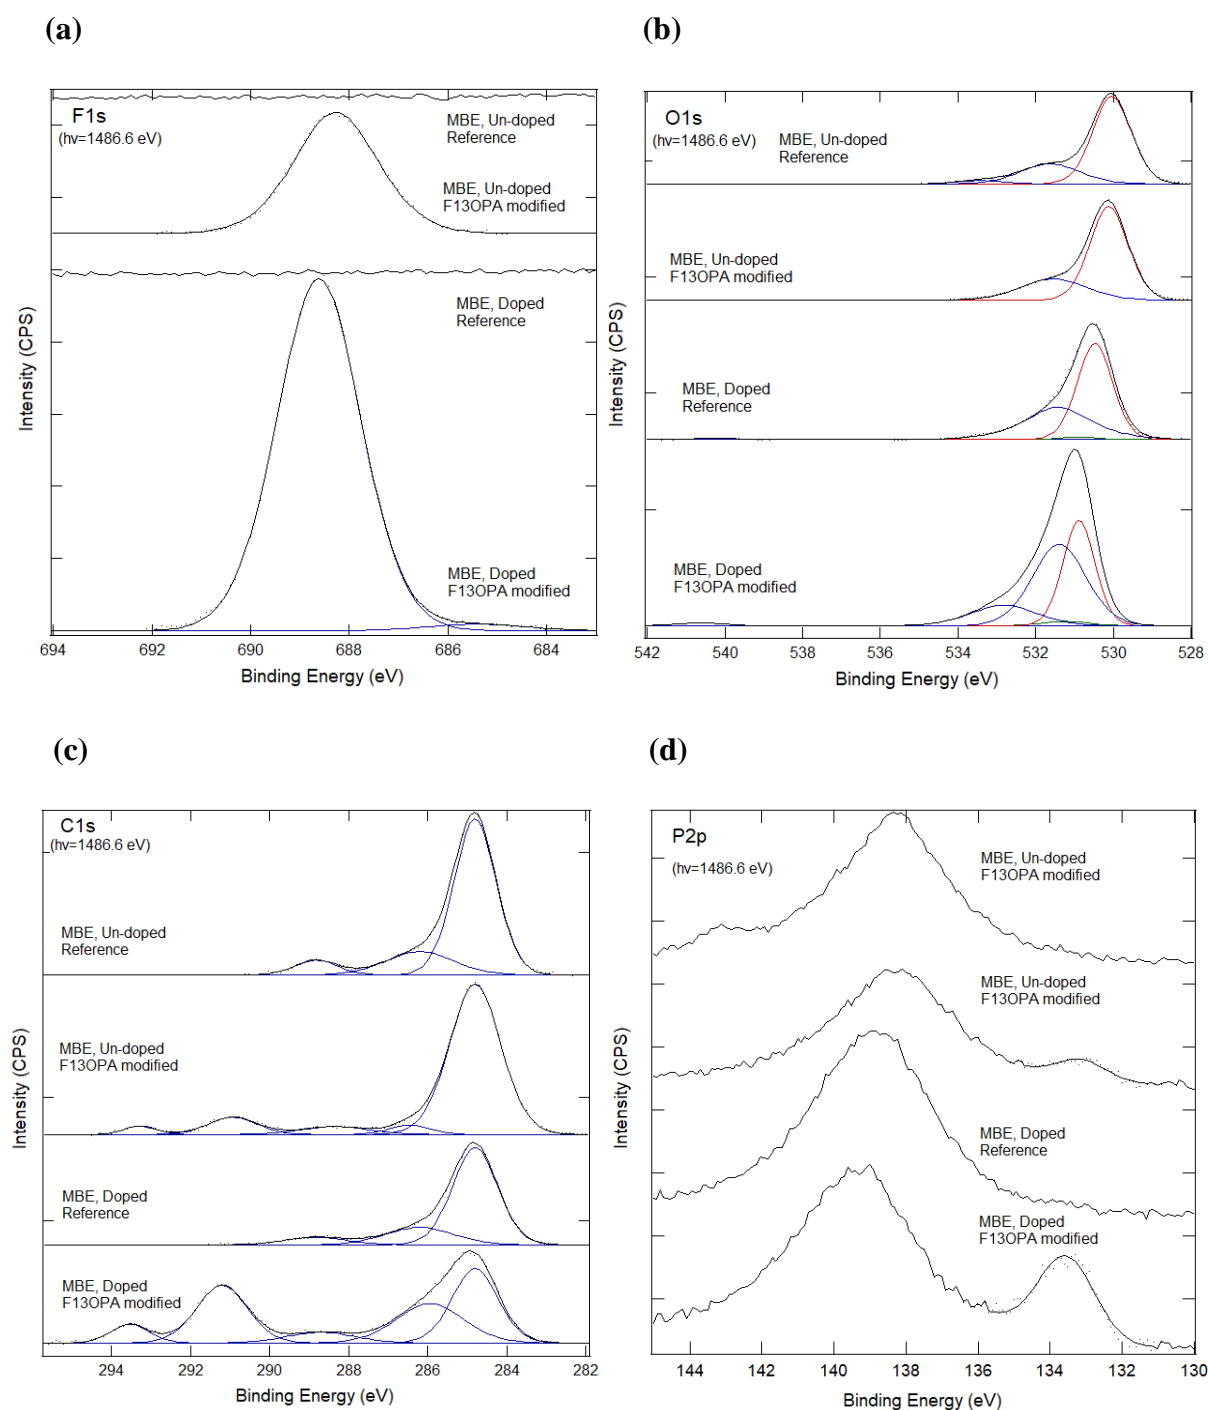 (a)
F1s
(hv=1486.6 eV)
MBE, Un-doped
Reference
MBE, Un-doped
F13OPA modified
MBE, Doped
Reference
MBE, Doped
F13OPA modified
Intensity (CPS)
694 692 690 688 686 684
Binding Energy (eV)
(b)
O1s
(hv=1486.6 eV)
MBE, Un-doped
Reference
MBE, Un-doped
F13OPA modified
MBE, Doped
Reference
MBE, Doped
F13OPA modified
Intensity (CPS)
542 540 538 536 534 532 530 528
Binding Energy (eV)
(c)
C1s
(hv=1486.6 eV)
MBE, Un-doped
Reference
MBE, Un-doped
F13OPA modified
MBE, Doped
Reference
MBE, Doped
F13OPA modified
Intensity (CPS)
294 292 290 288 286 284 282
Binding Energy (eV)
(d)
P2p
(hv=1486.6 eV)
MBE, Un-doped
F13OPA modified
MBE, Un-doped
F13OPA modified
MBE, Doped
Reference
MBE, Doped
F13OPA modified
Intensity (CPS)
144 142 140 138 136 134 132 130
Binding Energy (eV)